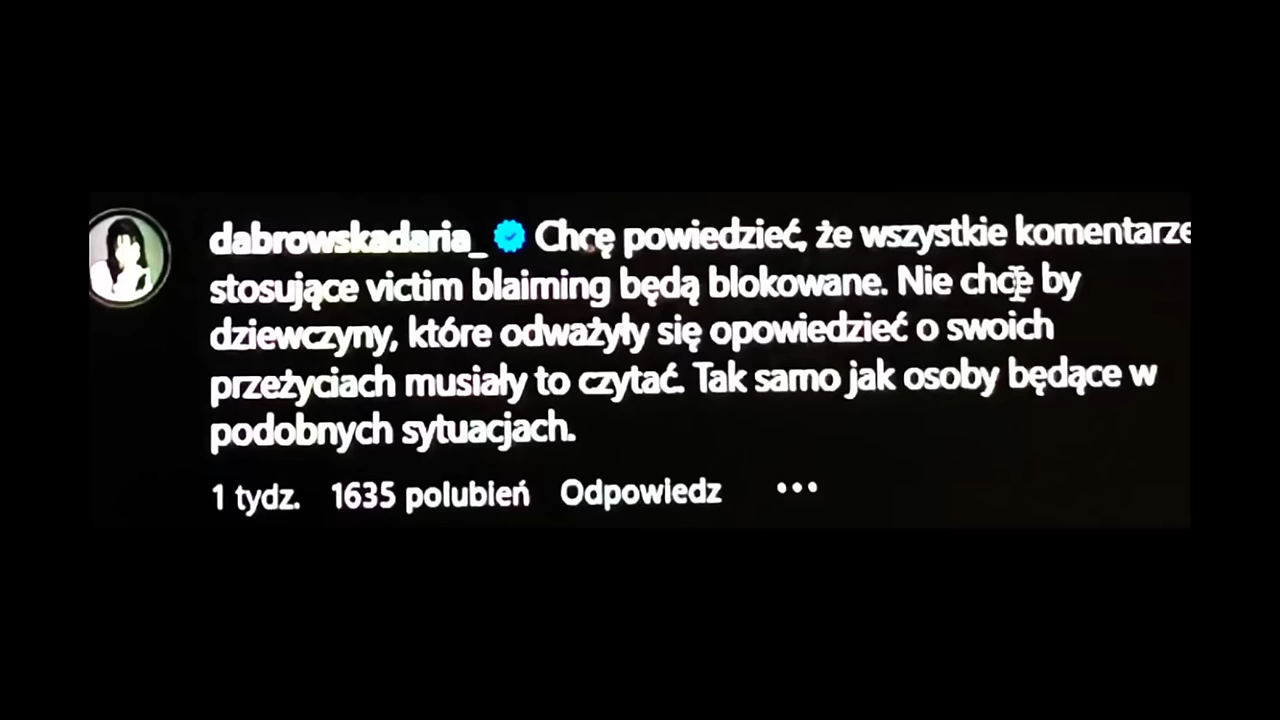 dabrowskadaria_ Chcę powiedzieć, że wszystkie komentarze
stosujące victim blaiming będą blokowane. Nie chcę by
dziewczyny, które odważyły się opowiedzieć o swoich
przeżyciach musiały to czytać. Tak samo jak osoby będące w
podobnych sytuacjach.
1 tydz. 1635 polubień Odpowiedz •••